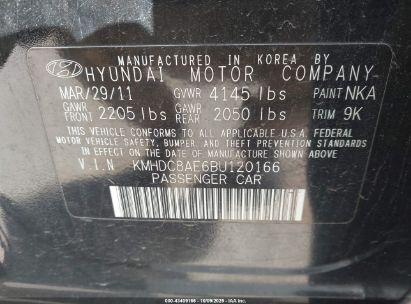 MANUFACTURED IN KOREA BY
HYUNDAI MOTOR COMPANY
MAR/29/11 GVWR 4145 lbs PAINT NKA
GAWR FRONT 2205 lbs GAWR REAR 2050 lbs TRIM 9K
THIS VEHICLE CONFORMS TO ALL APPLICABLE U.S.A. FEDERAL
MOTOR VEHICLE SAFETY, BUMPER, AND THEFT PREVENTION
STANDARDS IN EFFECT ON THE DATE OF MANUFACTURE SHOWN ABOVE.
V.I.N KMHDC8AE6BU120166
PASSENGER CAR